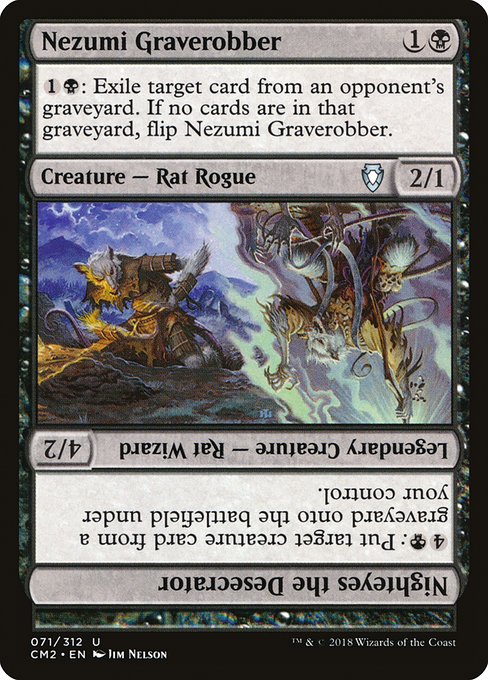 Nezumi Graverobber 1
1 : Exile target card from an opponent's
graveyard. If no cards are in that
graveyard, flip Nezumi Graverobber.
Creature — Rat Rogue
2/1
Nighteyes the Desecrator
4 : Put target creature card from a
graveyard onto the battlefield under
your control.
Legendary Creature — Rat Wizard
4/2
071/312 U
CM2 • EN Jim Nelson
™ & © 2018 Wizards of the Coast